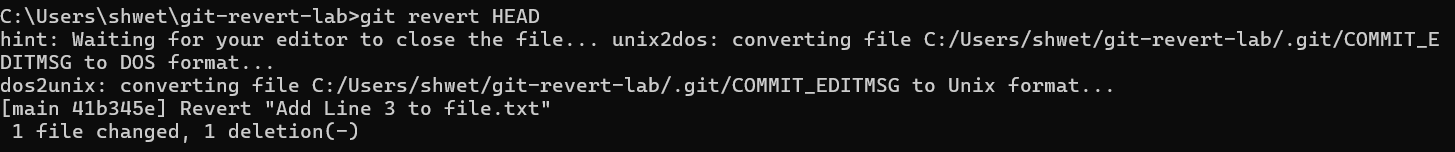 C:\Users\shwet\git-revert-lab>git revert HEAD
hint: Waiting for your editor to close the file... unix2dos: converting file C:/Users/shwet/git-revert-lab/.git/COMMIT_E
DITMSG to DOS format...
dos2unix: converting file C:/Users/shwet/git-revert-lab/.git/COMMIT_EDITMSG to Unix format...
[main 41b345e] Revert "Add Line 3 to file.txt"
 1 file changed, 1 deletion(-)